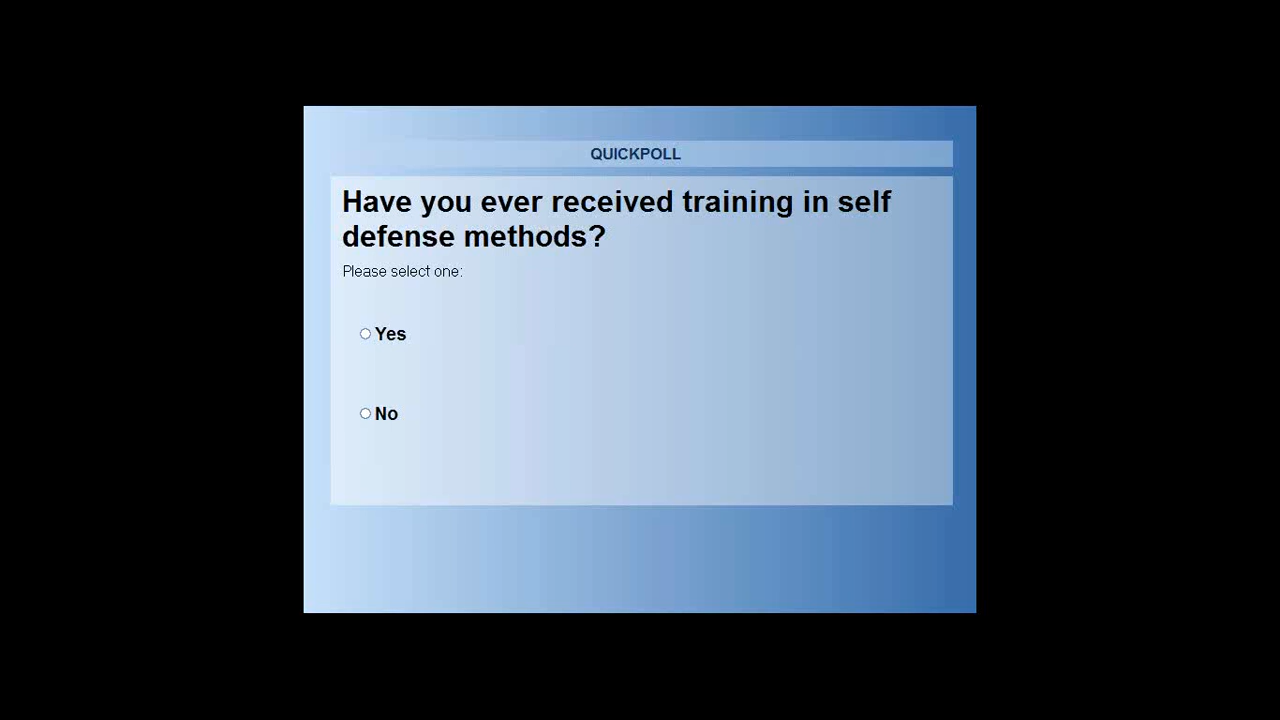 QUICKPOLL
Have you ever received training in self
defense methods?
Please select one:
Yes
No